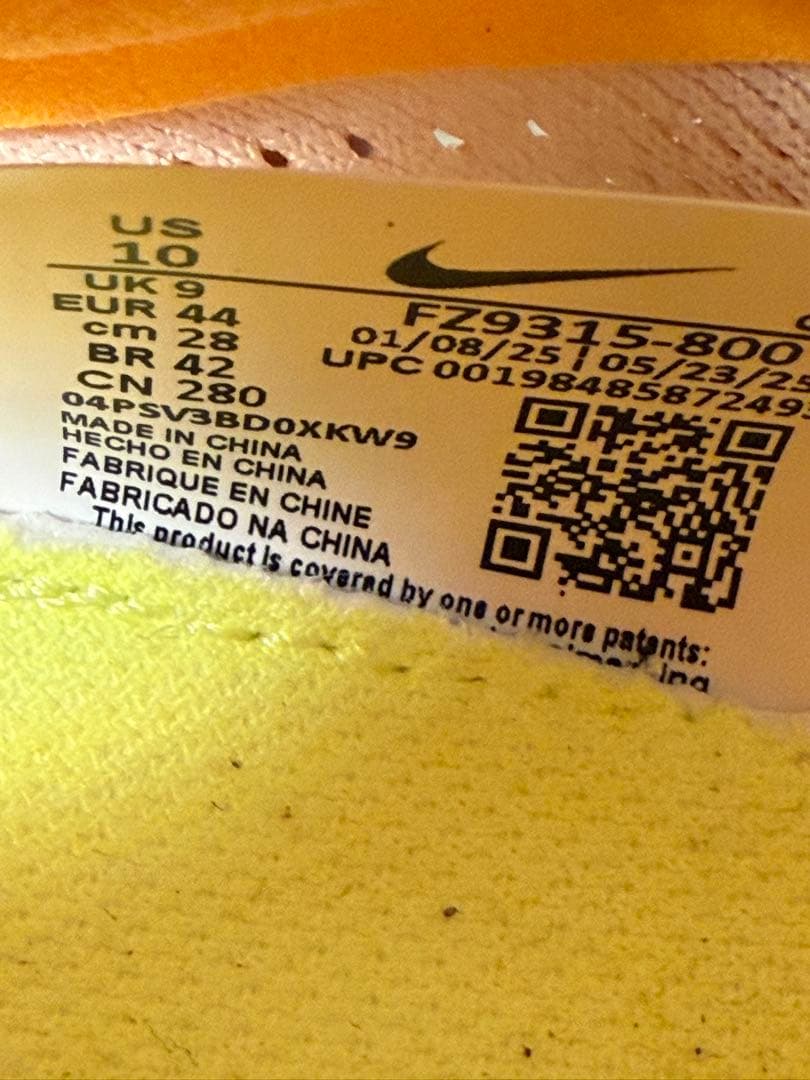 US
10
UK 9
EUR 44
cm 28
BR 42
CN 280
FZ9315-800
01/08/25 | 05/23/25
UPC 00198485872493
04PSV3BD0XKW9
MADE IN CHINA
HECHO EN CHINA
FABRIQUE EN CHINE
FABRICADO NA CHINA
This product is covered by one or more patents: